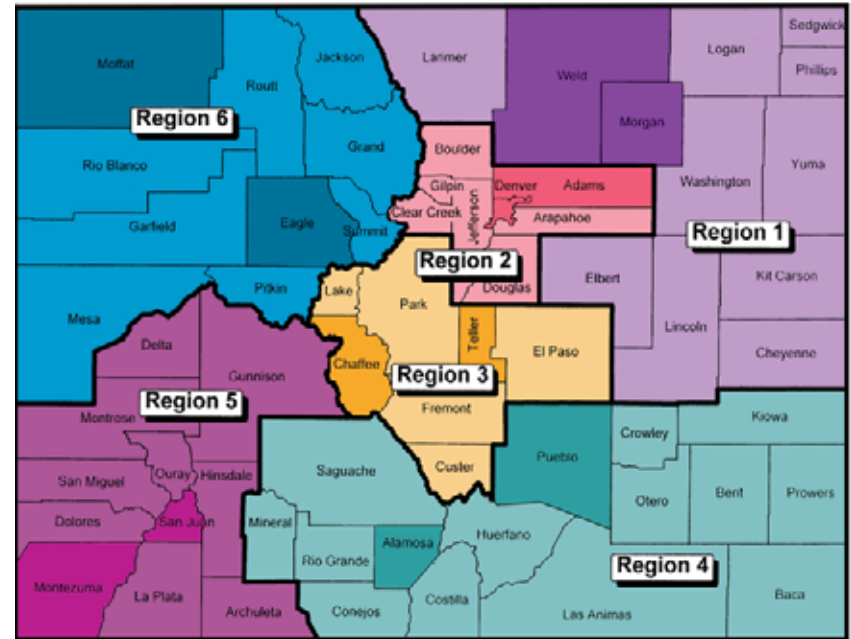 Moffat
Routt
Jackson
Larimer
Weld
Logan
Sedgwick
Phillips
Region 6
Morgan
Grand
Boulder
Rio Blanco
Gilpin
Denver
Adams
Washington
Yuma
Garfield
Eagle
Summit
Clear Creek
Jefferson
Arapahoe
Region 1
Region 2
Mesa
Pitkin
Lake
Park
Douglas
Elbert
Kit Carson
Lincoln
Delta
Gunnison
Chaffee
Teller
El Paso
Cheyenne
Region 3
Region 5
Montrose
Fremont
Crowley
Kiowa
San Miguel
Ouray
Hinsdale
Saguache
Custer
Pueblo
Otero
Bent
Prowers
Dolores
San Juan
Mineral
Rio Grande
Alamosa
Huerfano
Region 4
Montezuma
La Plata
Archuleta
Conejos
Costilla
Las Animas
Baca